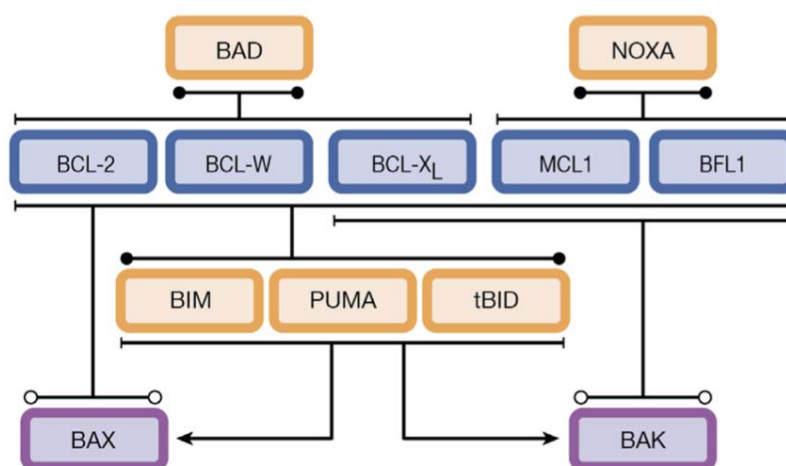 BAD NOXA
BCL-2 BCL-W BCL-XL MCL1 BFL1
BIM PUMA tBID
BAX BAK